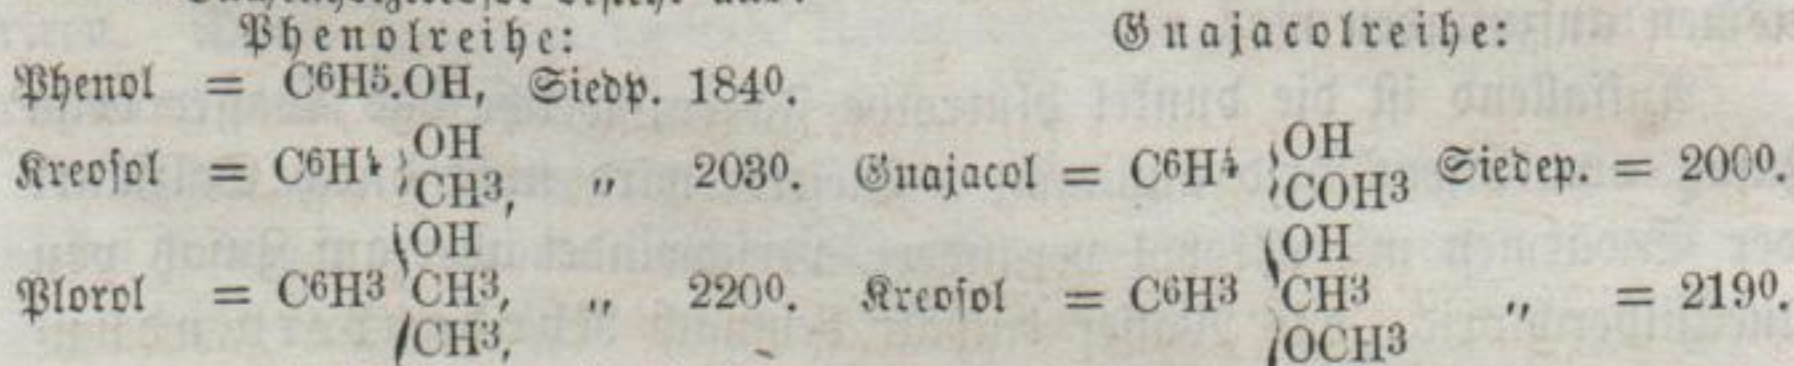 Phenolreihe: Guajacolreihe:
Phenol = C⁶H⁵.OH, Siedp. 184⁰.
OH OH
Kreosol = C⁶H⁴ CH³, „ 203⁰. Guajacol = C⁶H⁴ COH³ Siedep. = 200⁰.
OH OH
Plorol = C⁶H³ CH³, „ 220⁰. Kreosol = C⁶H³ CH³ „ = 219⁰.
CH³, OCH³